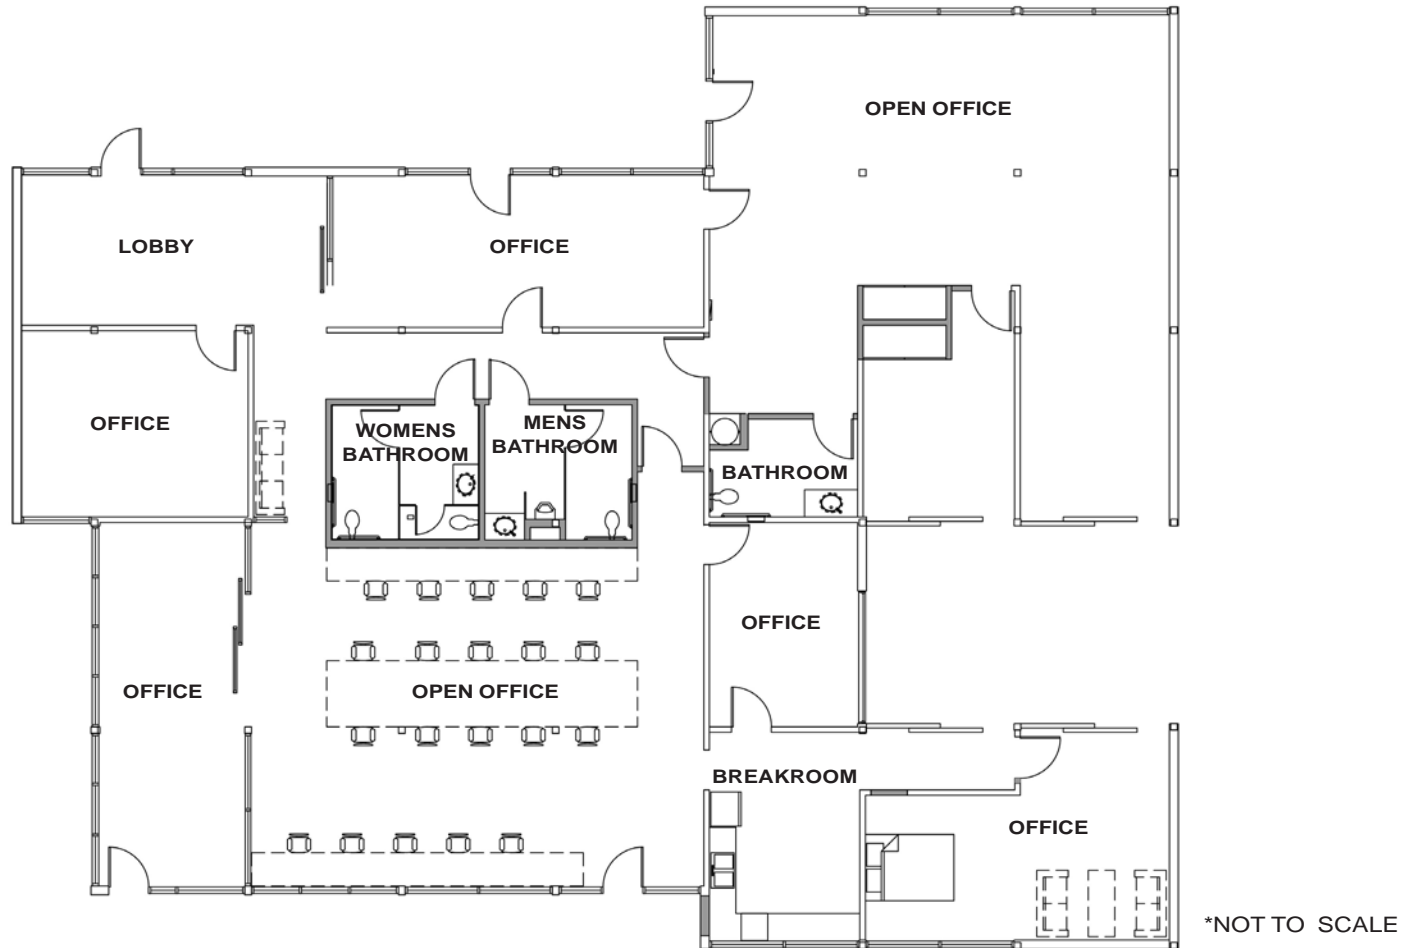 OPEN OFFICE
LOBBY
OFFICE
OFFICE
WOMENS
BATHROOM
MENS
BATHROOM
BATHROOM
OFFICE
OFFICE
OPEN OFFICE
BREAKROOM
OFFICE
*NOT TO SCALE